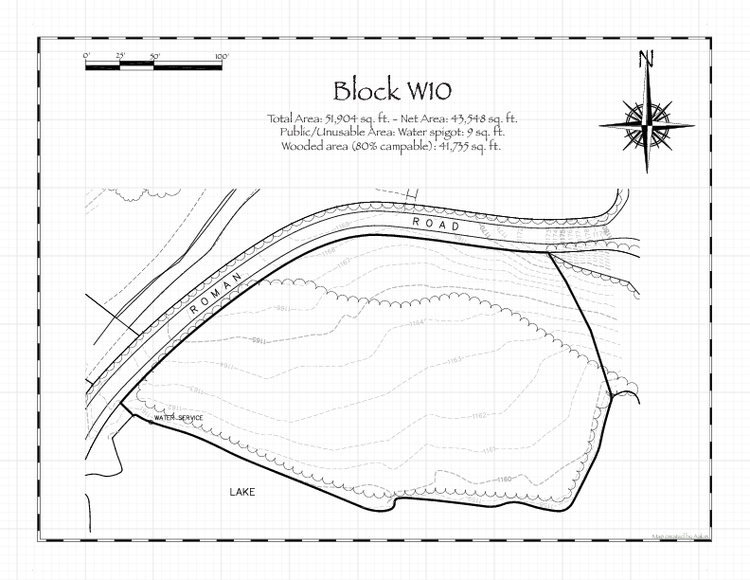 0' 25' 50' 100'
N
Block W10
Total Area: 51,904 sq. ft. - Net Area: 43,548 sq. ft.
Public/Unusable Area: Water spigot: 9 sq. ft.
Wooded area (80% campable): 41,735 sq. ft.
ROAD
ROMAN
1168
1167
1165
1164
1163
1162
1161
1160
WATER SERVICE
LAKE